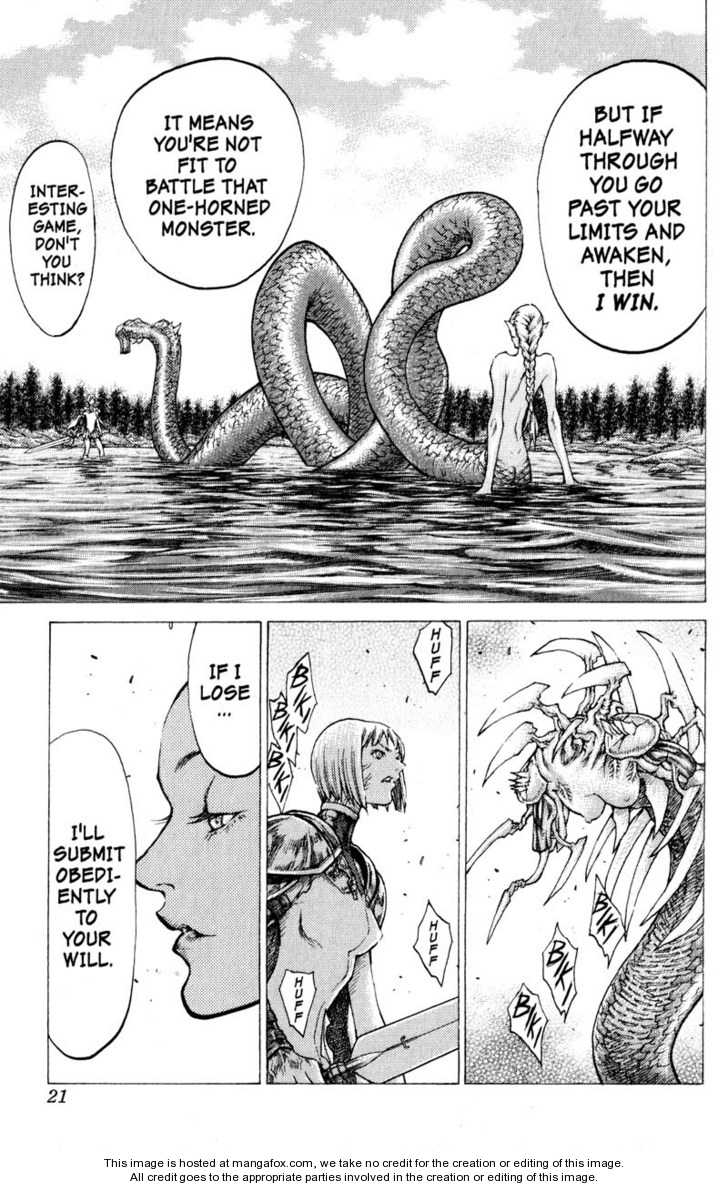 BUT IF
HALFWAY
THROUGH
YOU GO
PAST YOUR
LIMITS AND
AWAKEN,
THEN
I WIN.
IT MEANS
YOU'RE NOT
FIT TO
BATTLE THAT
ONE-HORNED
MONSTER.
INTER-
ESTING
GAME,
DON'T
YOU
THINK?
BIKI
BIKI
BIKI
HUFF
BIKI
BIKI
BIKI
HUFF
HUFF
IF I
LOSE
...
I'LL
SUBMIT
OBEDI-
ENTLY
TO
YOUR
WILL.
21
This image is hosted at mangafox.com, we take no credit for the creation or editing of this image.
All credit goes to the appropriate parties involved in the creation or editing of this image.